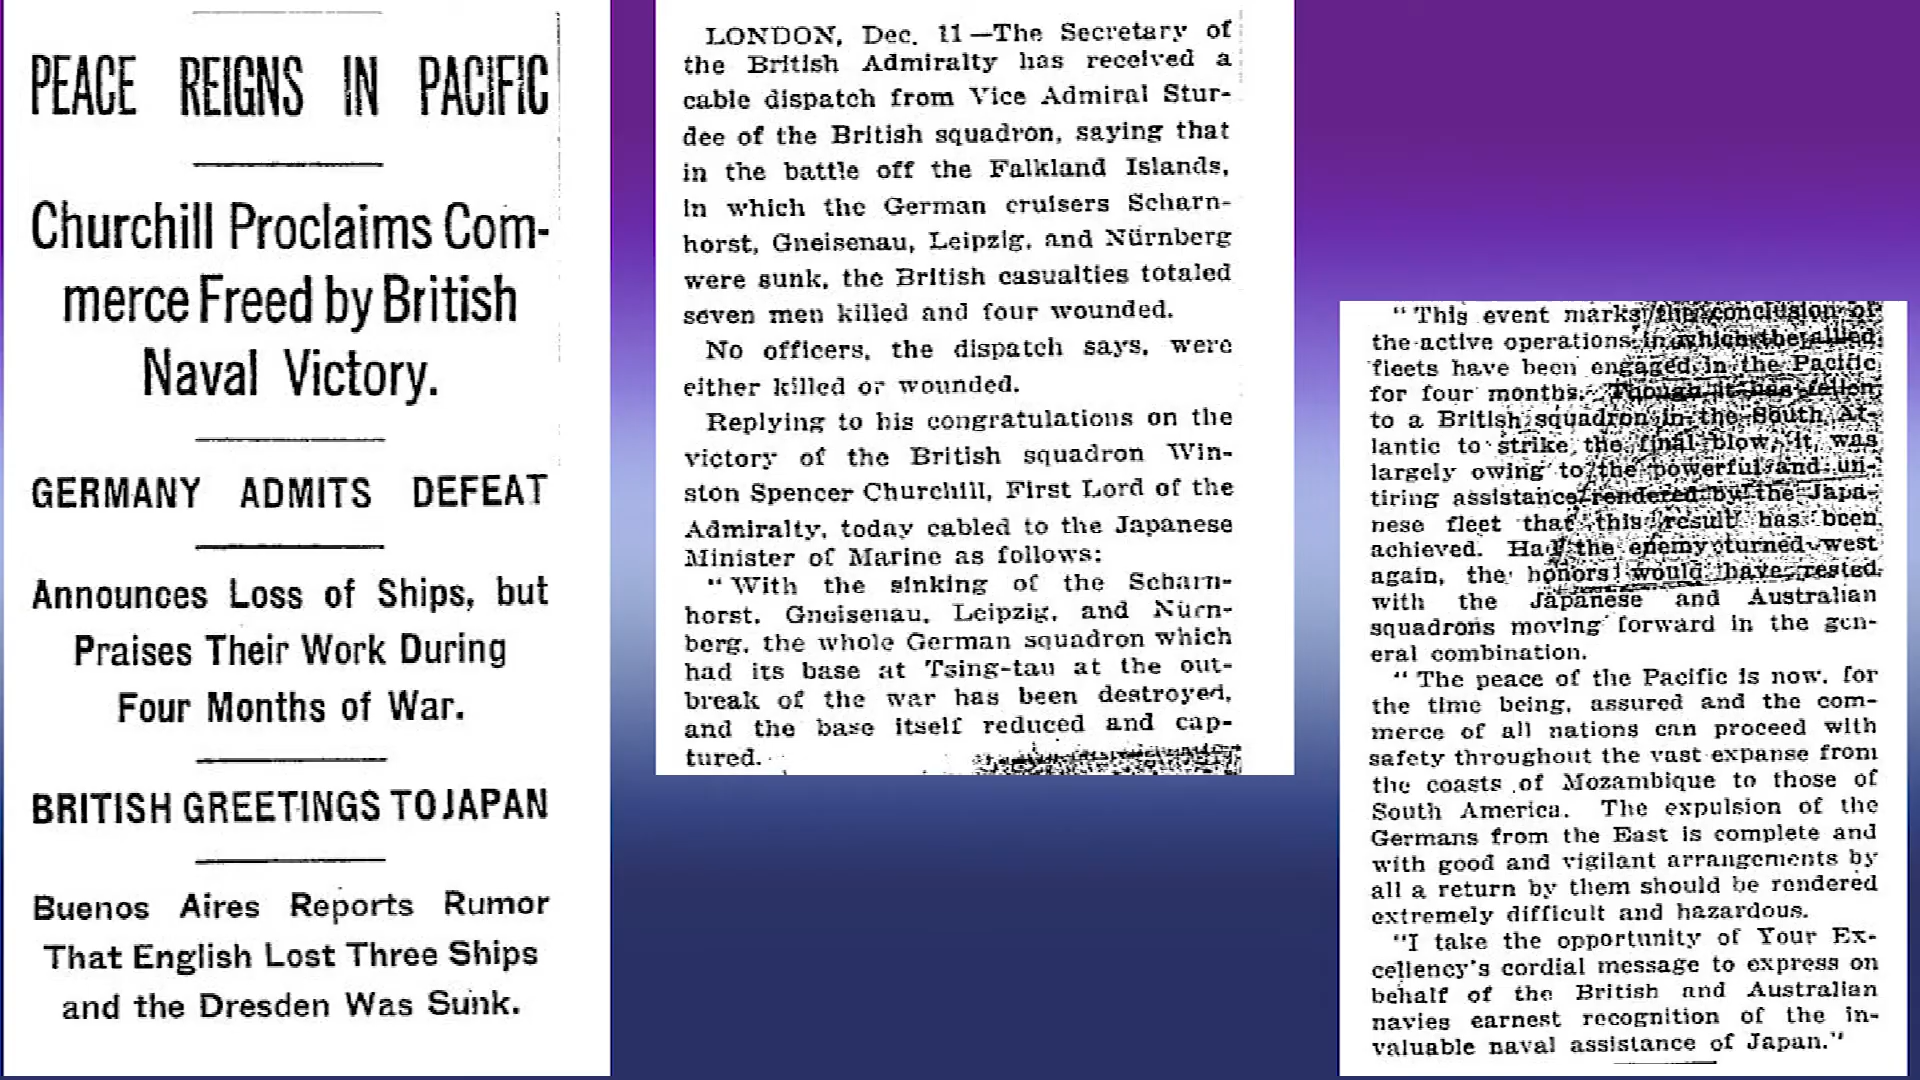 PEACE REIGNS IN PACIFIC
Churchill Proclaims Com-
merce Freed by British
Naval Victory.
GERMANY ADMITS DEFEAT
Announces Loss of Ships, but
Praises Their Work During
Four Months of War.
BRITISH GREETINGS TO JAPAN
Buenos Aires Reports Rumor
That English Lost Three Ships
and the Dresden Was Sunk.
LONDON, Dec. 11—The Secretary of
the British Admiralty has received a
cable dispatch from Vice Admiral Stur-
dee of the British squadron, saying that
in the battle off the Falkland Islands,
in which the German cruisers Scharn-
horst, Gneisenau, Leipzig, and Nürnberg
were sunk, the British casualties totaled
seven men killed and four wounded.
No officers, the dispatch says, were
either killed or wounded.
Replying to his congratulations on the
victory of the British squadron Win-
ston Spencer Churchill, First Lord of the
Admiralty, today cabled to the Japanese
Minister of Marine as follows:
"With the sinking of the Scharn-
horst, Gneisenau, Leipzig, and Nürn-
berg, the whole German squadron which
had its base at Tsing-tau at the out-
break of the war has been destroyed,
and the base itself reduced and cap-
tured.
"This event marks the conclusion of
the active operations in which the allied
fleets have been engaged in the Pacific
for four months. Though it has fallen
to a British squadron in the South At-
lantic to strike the final blow, it was
largely owing to the powerful and un-
tiring assistance rendered by the Japa-
nese fleet that this result has been
achieved. Had the enemy turned west
again, the honors would have rested
with the Japanese and Australian
squadrons moving forward in the gen-
eral combination.
"The peace of the Pacific is now, for
the time being, assured and the com-
merce of all nations can proceed with
safety throughout the vast expanse from
the coasts of Mozambique to those of
South America. The expulsion of the
Germans from the East is complete and
with good and vigilant arrangements by
all a return by them should be rendered
extremely difficult and hazardous.
"I take the opportunity of Your Ex-
cellency's cordial message to express on
behalf of the British and Australian
navies earnest recognition of the in-
valuable naval assistance of Japan."